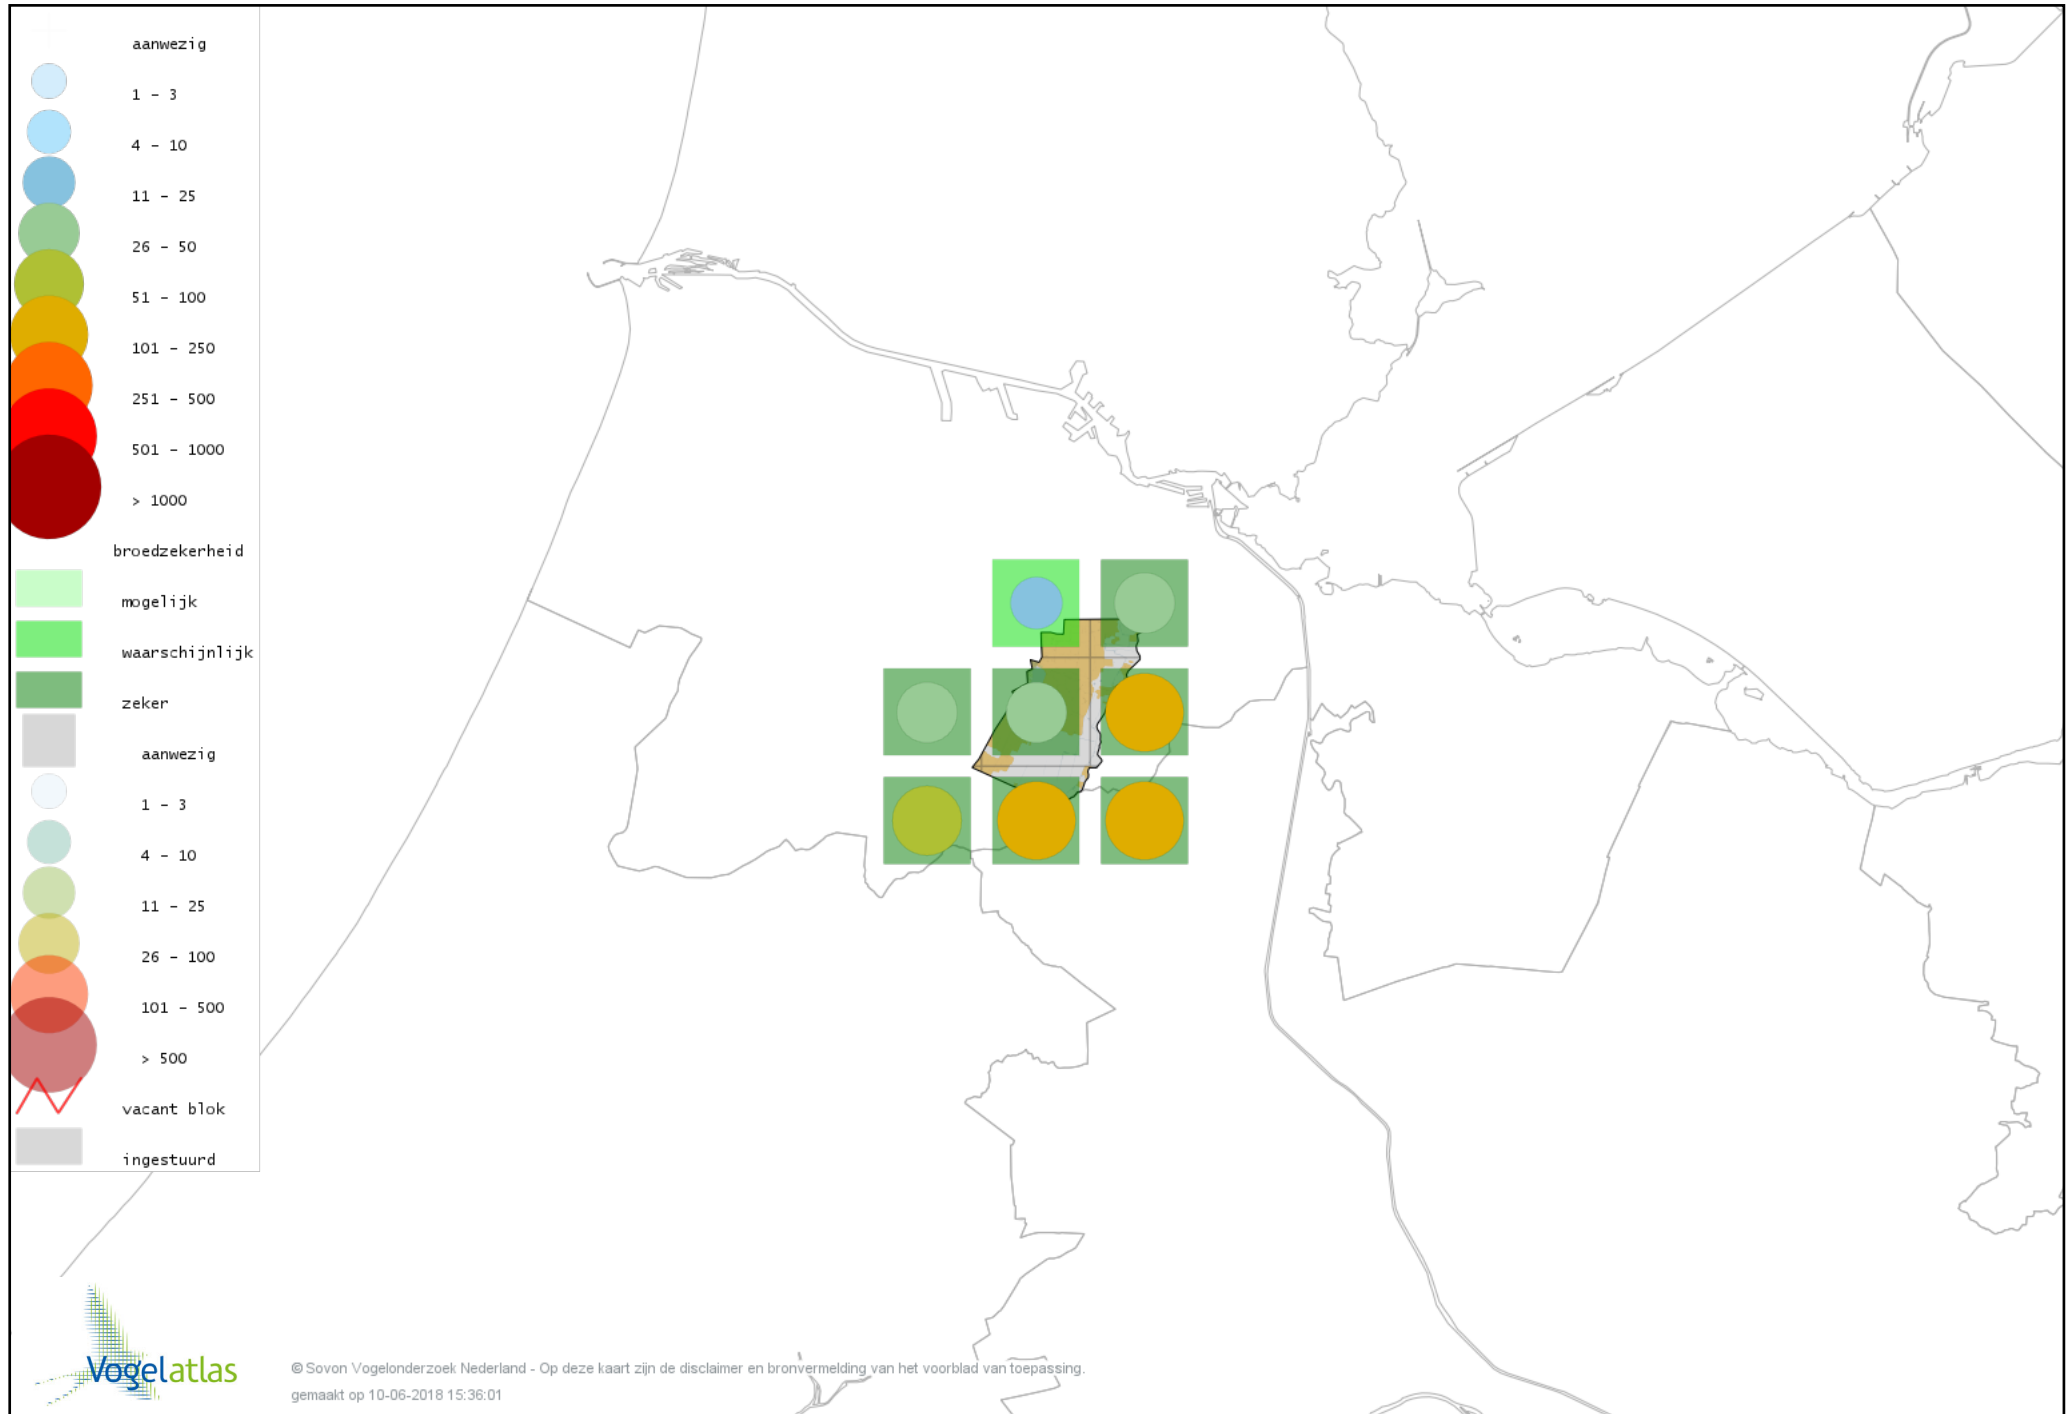 aanwezig
1 - 3
4 - 10
11 - 25
26 - 50
51 - 100
101 - 250
251 - 500
501 - 1000
> 1000
broedzekerheid
mogelijk
waarschijnlijk
zeker
aanwezig
1 - 3
4 - 10
11 - 25
26 - 100
101 - 500
> 500
vacant blok
ingestuurd
Vogelatlas
© Sovon Vogelonderzoek Nederland - Op deze kaart zijn de disclaimer en bronvermelding van het voorblad van toepassing.
gemaakt op 10-06-2018 15:36:01